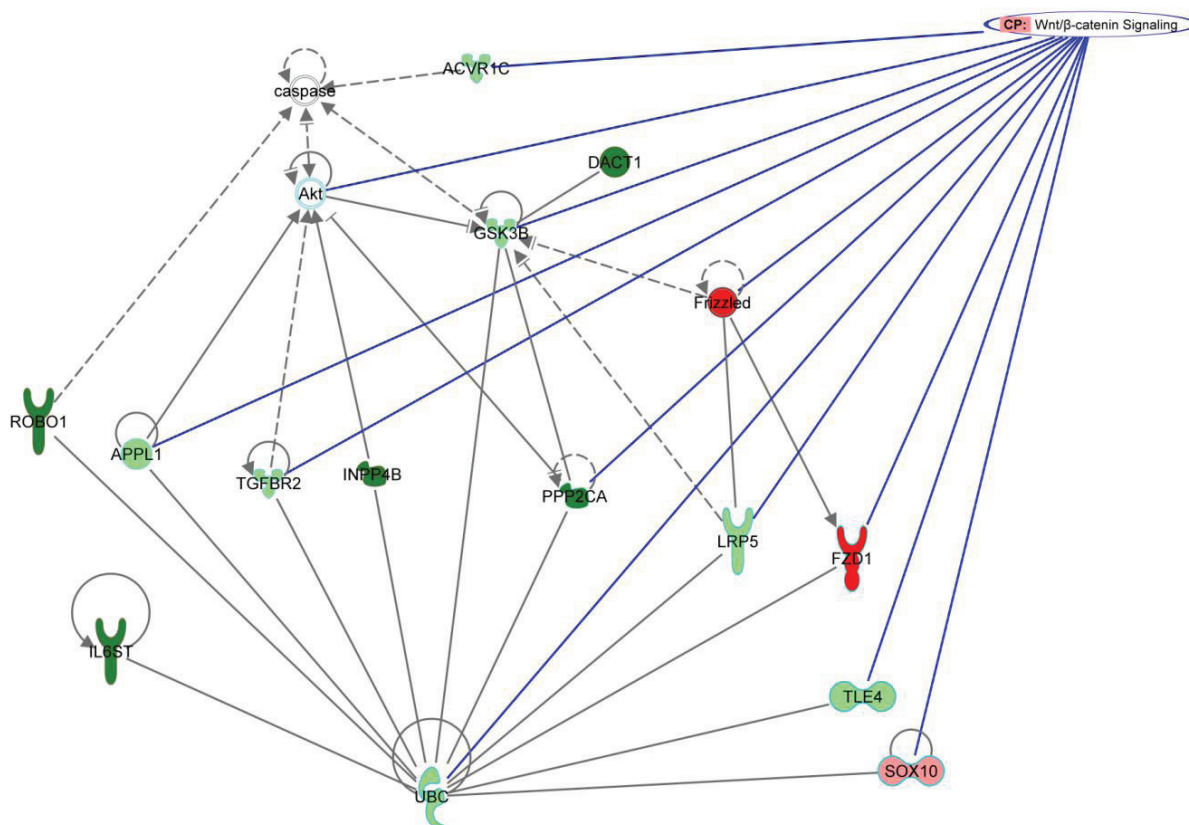 CP: Wnt/β-catenin Signaling
ACVR1C
caspase
DACT1
Akt
GSK3B
Frizzled
ROBO1
APPL1
TGFBR2
INPP4B
PPP2CA
LRP5
FZD1
IL6ST
TLE4
SOX10
UBC